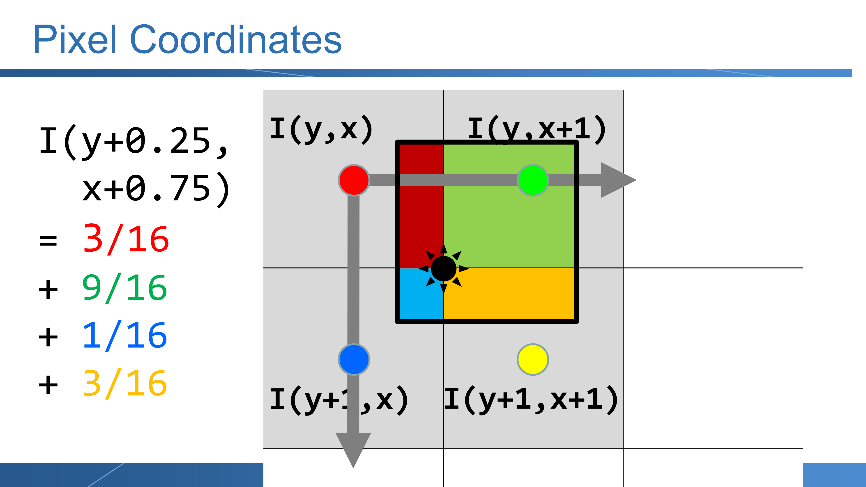 Pixel Coordinates
I(y+0.25,
x+0.75)
= 3/16
+ 9/16
+ 1/16
+ 3/16
I(y,x)
I(y,x+1)
I(y+1,x)
I(y+1,x+1)